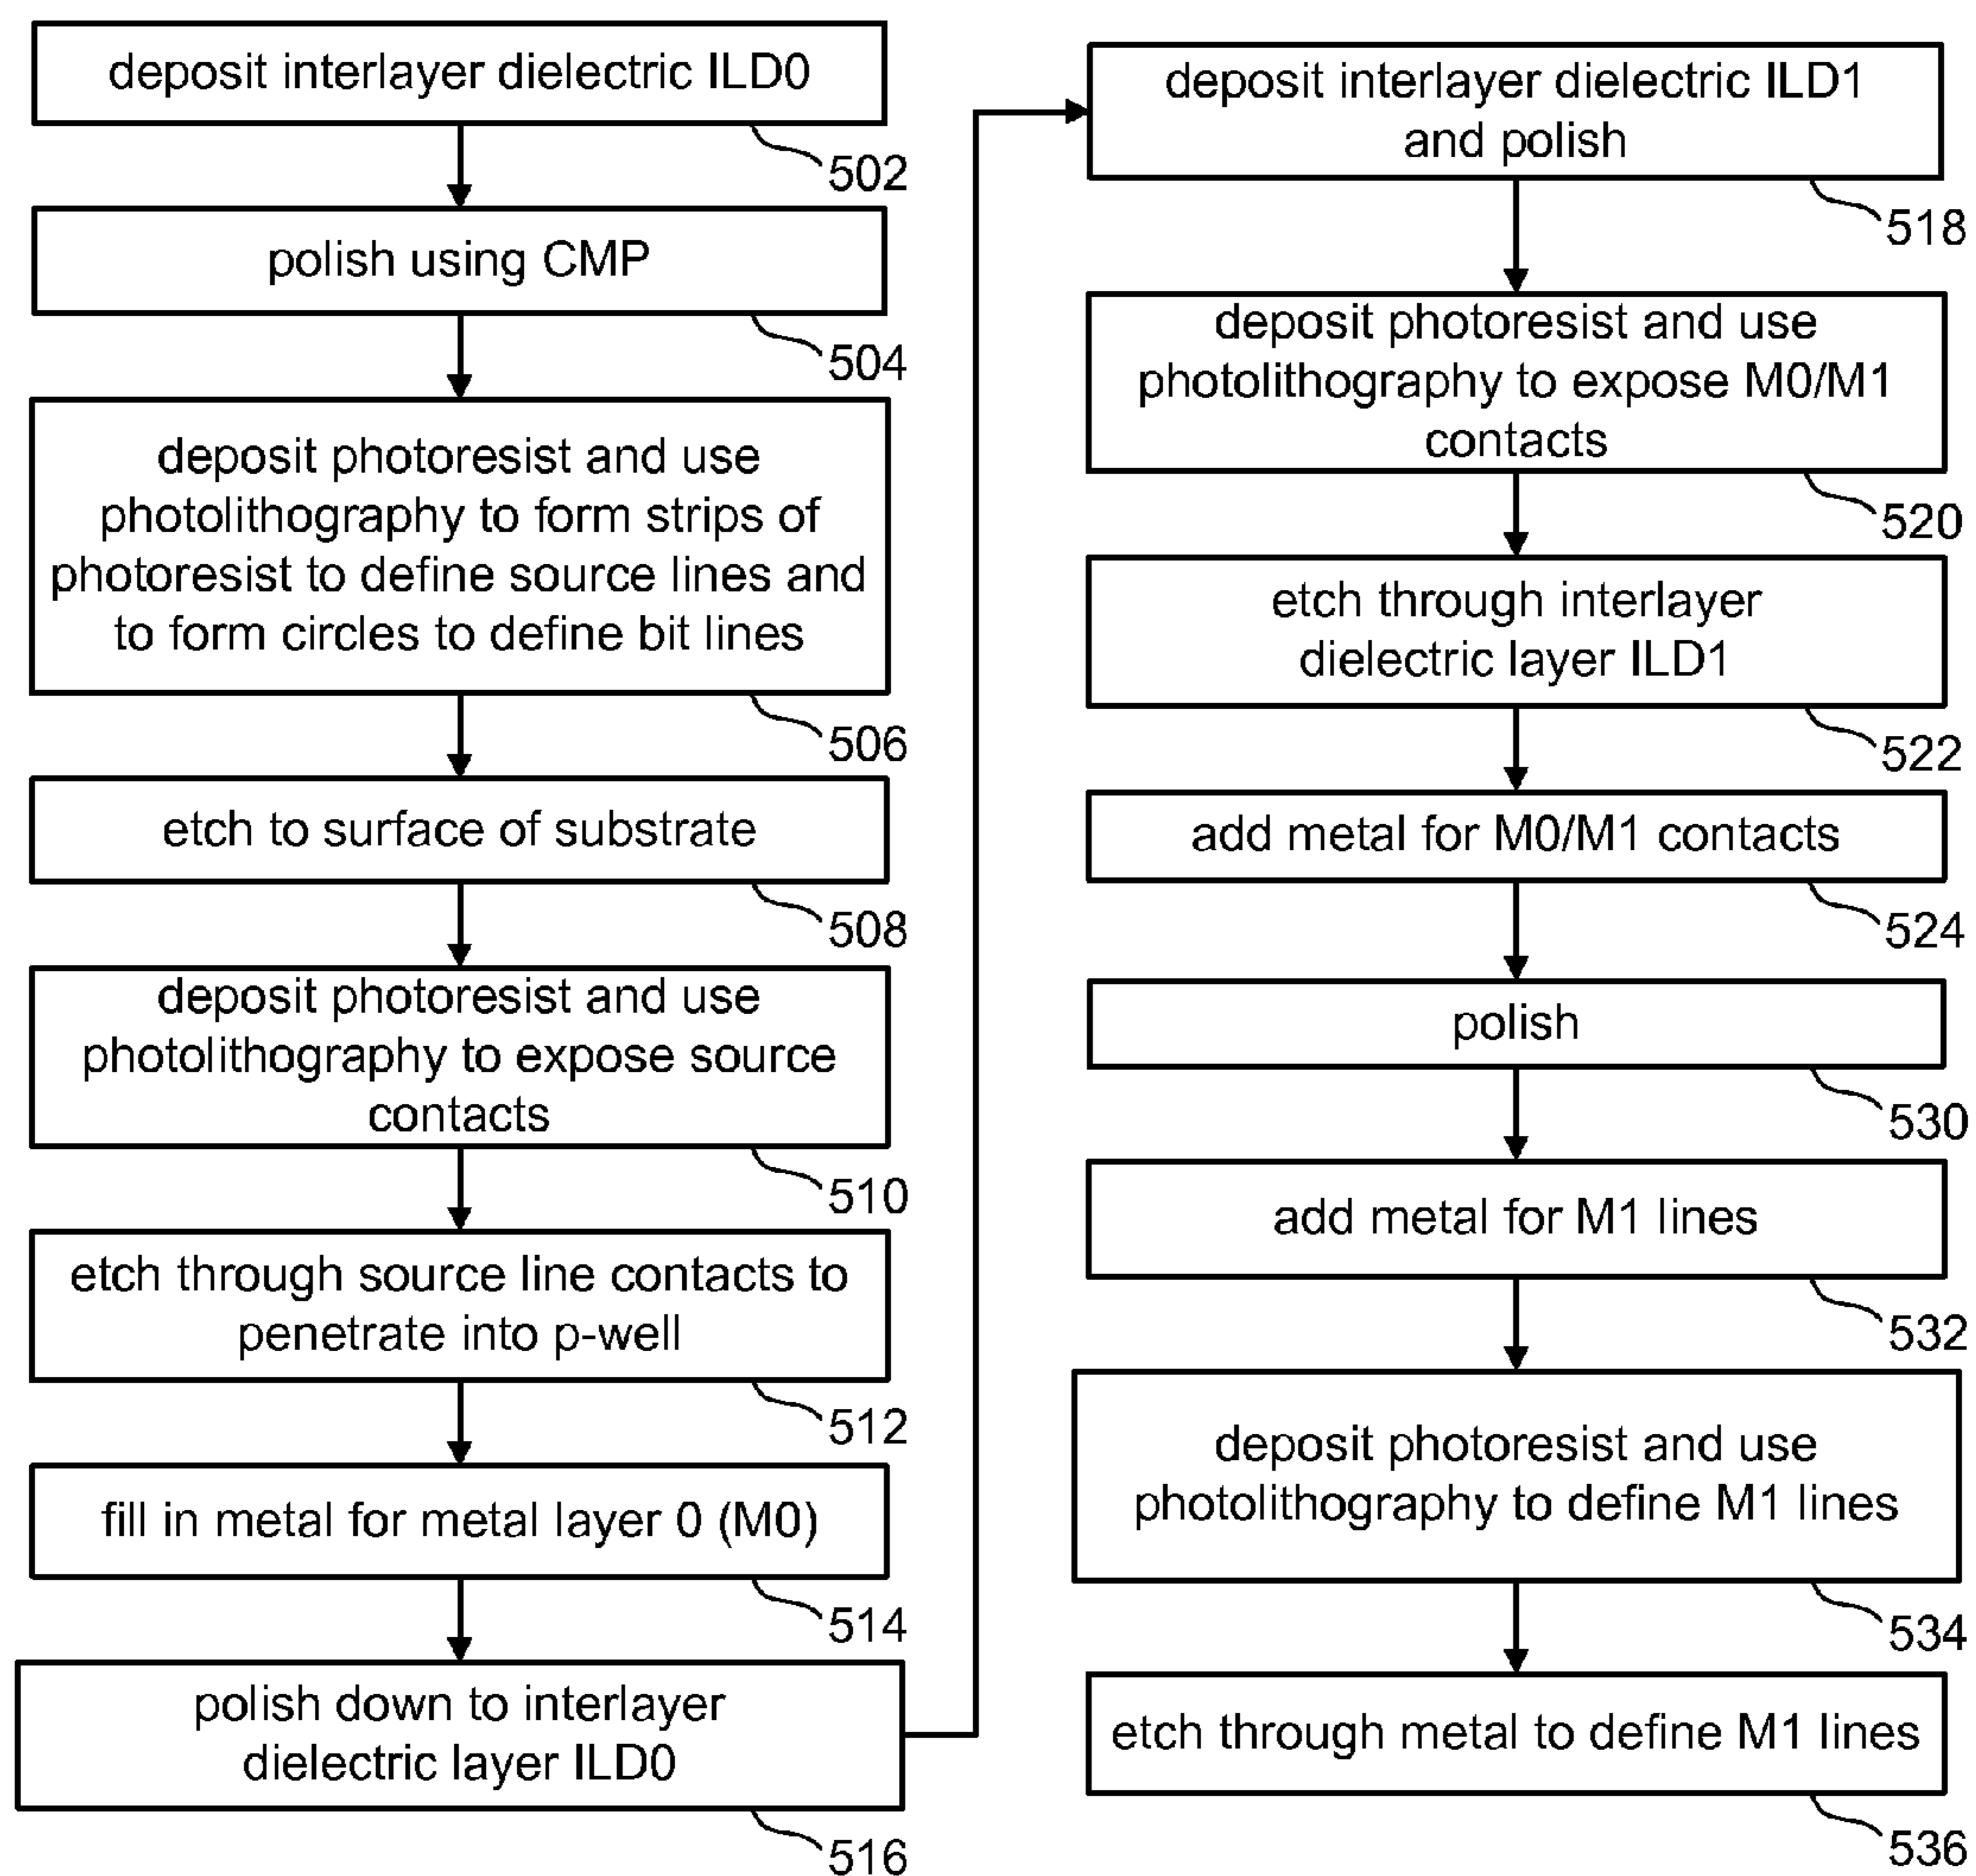 deposit interlayer dielectric ILD0
502
polish using CMP
504
deposit photoresist and use
photolithography to form strips of
photoresist to define source lines and
to form circles to define bit lines
506
etch to surface of substrate
508
deposit photoresist and use
photolithography to expose source
contacts
510
etch through source line contacts to
penetrate into p-well
512
fill in metal for metal layer 0 (M0)
514
polish down to interlayer
dielectric layer ILD0
516
deposit interlayer dielectric ILD1
and polish
518
deposit photoresist and use
photolithography to expose M0/M1
contacts
520
etch through interlayer
dielectric layer ILD1
522
add metal for M0/M1 contacts
524
polish
530
add metal for M1 lines
532
deposit photoresist and use
photolithography to define M1 lines
534
etch through metal to define M1 lines
536